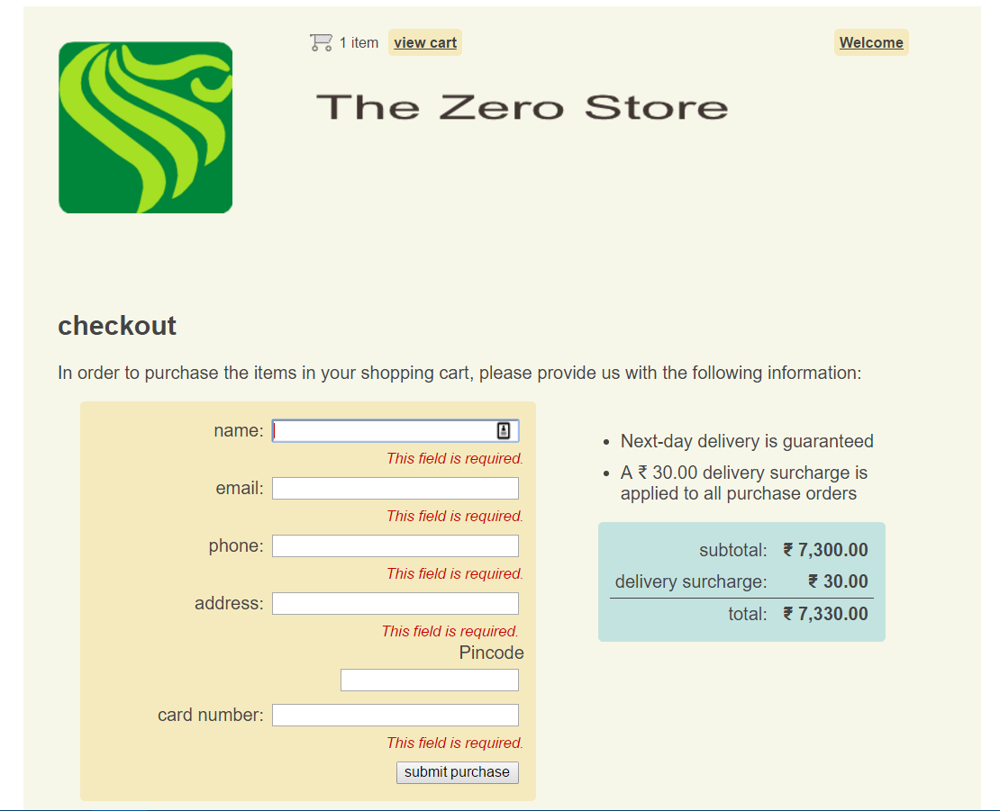 1 item view cart Welcome
The Zero Store
checkout
In order to purchase the items in your shopping cart, please provide us with the following information:
name:
This field is required.
email:
This field is required.
phone:
This field is required.
address:
This field is required.
Pincode
card number:
This field is required.
submit purchase
• Next-day delivery is guaranteed
• A ₹ 30.00 delivery surcharge is
applied to all purchase orders
subtotal: ₹ 7,300.00
delivery surcharge: ₹ 30.00
total: ₹ 7,330.00